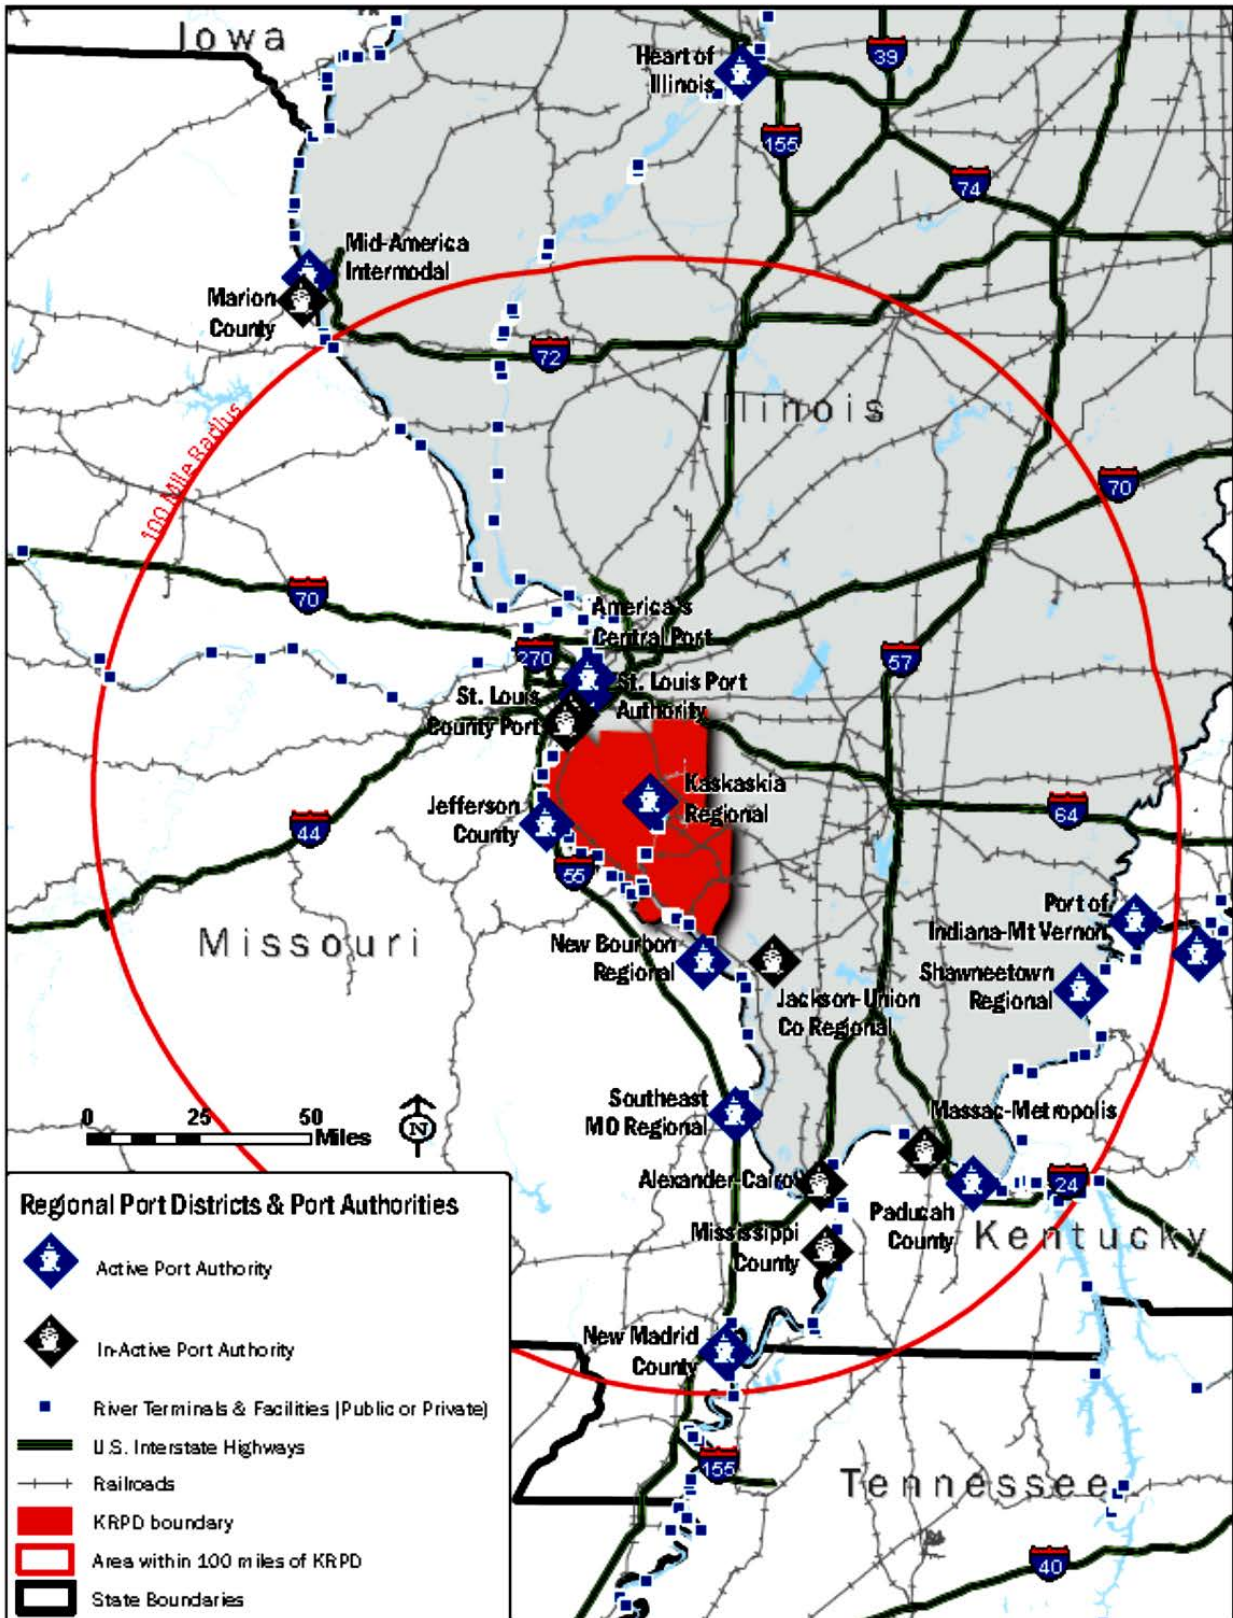 Iowa
Heart of
Illinois
39
155
74
Mid-America
Intermodal
Marion
County
72
Illinois
100 Mile Radius
70
70
America's
Central Port
270
57
St. Louis
County Port
St. Louis Port
Authority
Kaskaskia
Regional
Jefferson
County
44
64
55
Missouri
Port of
Indiana-Mt Vernon
New Bourbon
Regional
Shawneetown
Regional
Jackson-Union
Co Regional
0 25 50
Miles
N
Southeast
MO Regional
Massac-Metropolis
Alexander-Cairo
24
Paducah
County
Kentucky
Mississippi
County
New Madrid
County
155
Tennessee
40
Regional Port Districts & Port Authorities
Active Port Authority
In-Active Port Authority
River Terminals & Facilities (Public or Private)
U.S. Interstate Highways
Railroads
KRPD boundary
Area within 100 miles of KRPD
State Boundaries